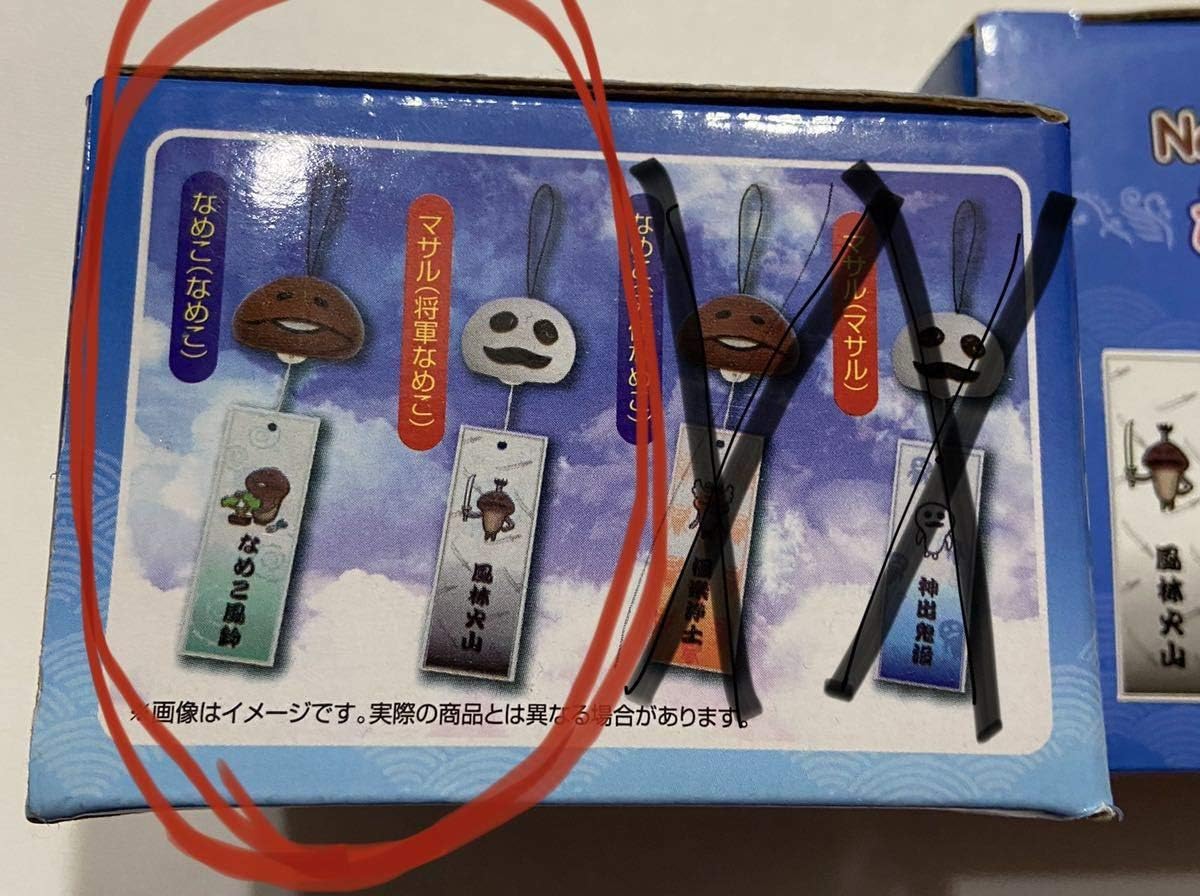 なめこ(なめこ)
なめこ風鈴
マサル(将軍なめこ)
風林火山
マサル(マサル)
神出鬼没
※画像はイメージです。実際の商品とは異なる場合があります。
風林火山